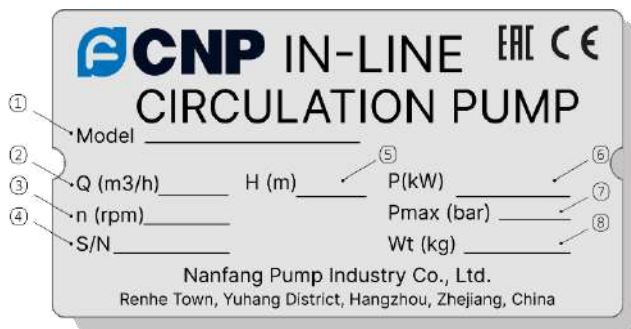 CNP IN-LINE EAC CE
CIRCULATION PUMP
① Model
② Q (m3/h) H (m) ⑤ P(kW) ⑥
③ n (rpm) Pmax (bar) ⑦
④ S/N Wt (kg) ⑧
Nanfang Pump Industry Co., Ltd.
Renhe Town, Yuhang District, Hangzhou, Zhejiang, China